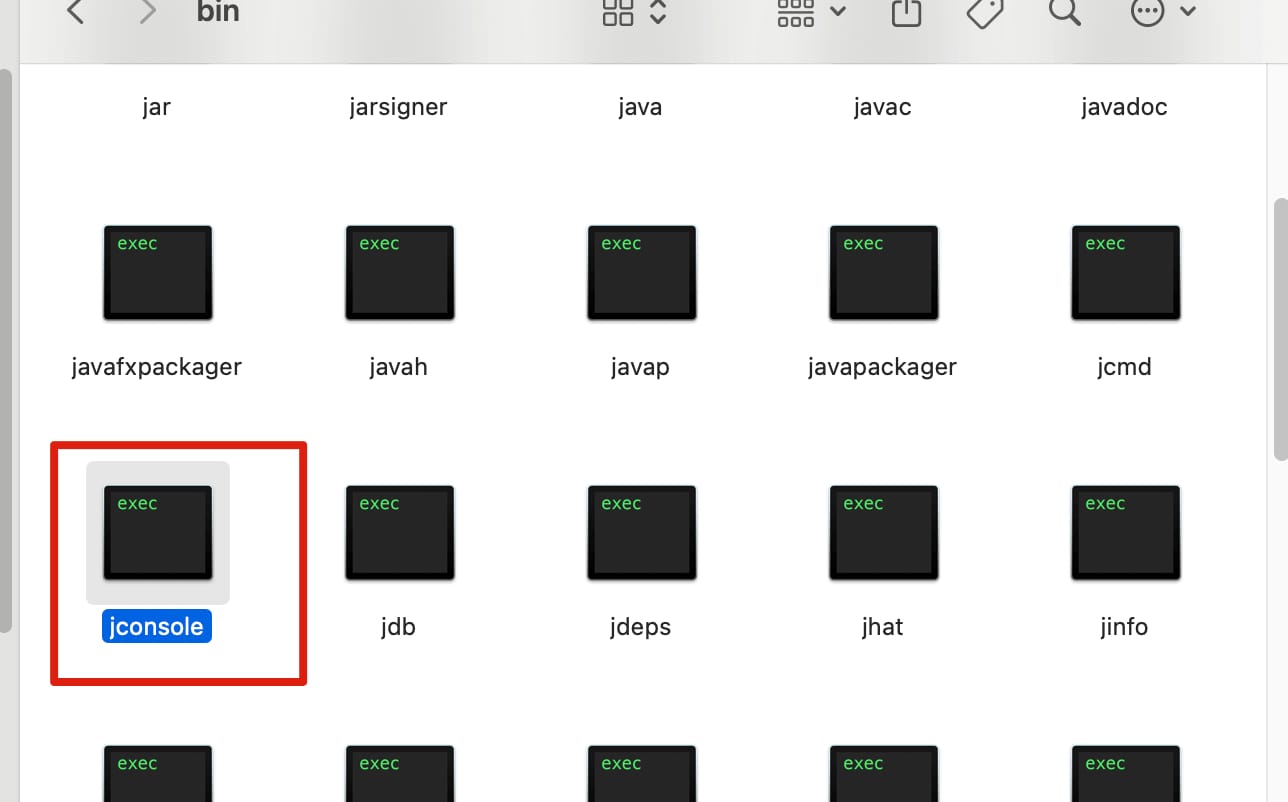 bin
jar jarsigner java javac javadoc
exec exec exec exec exec
javafxpackager javah javap javapackager jcmd
exec exec exec exec exec
jconsole jdb jdeps jhat jinfo
exec exec exec exec exec